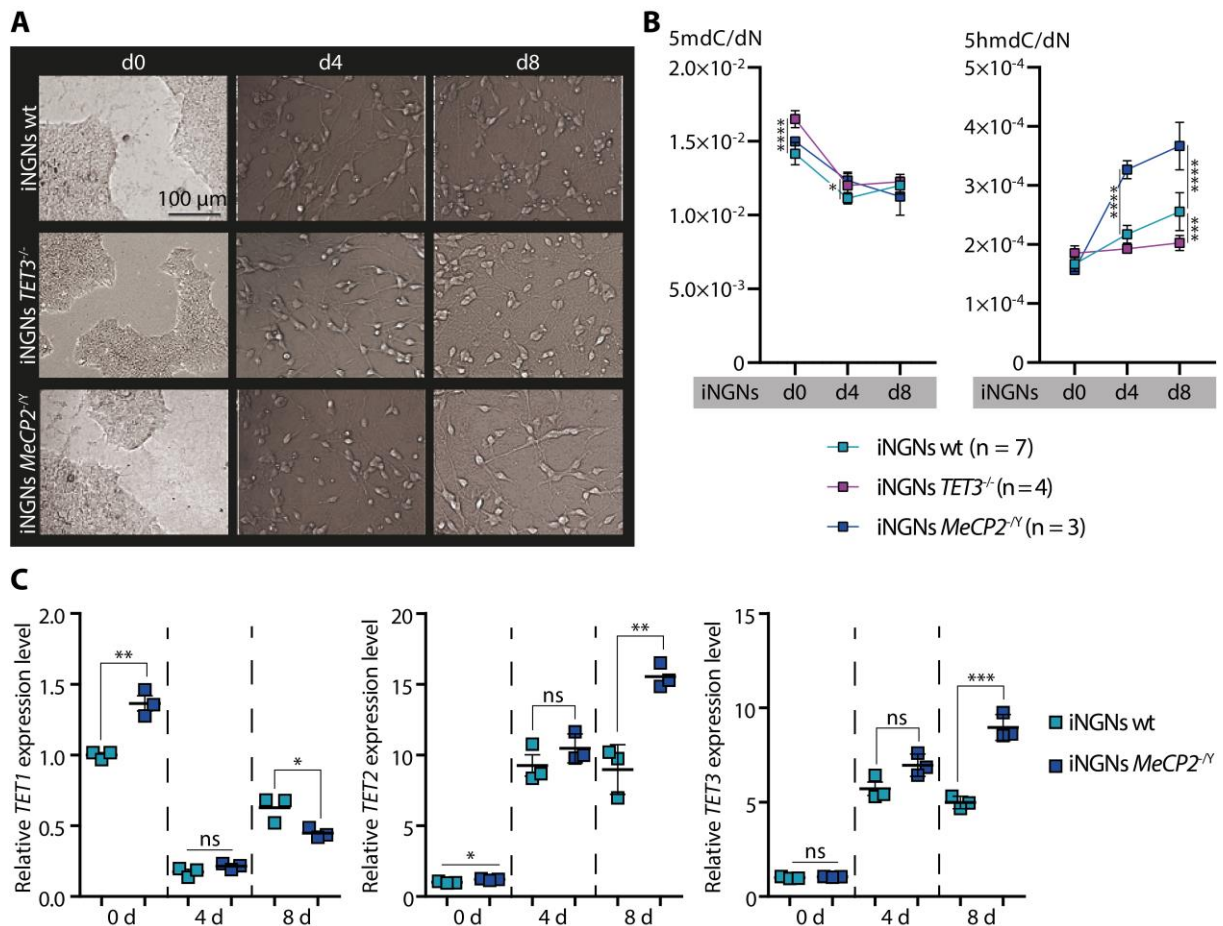 A
d0 d4 d8
iNGNs wt
100 µm
iNGNs TET3-/-
iNGNs MeCP2-/Y
B
5mdC/dN
2.0×10-2
1.5×10-2
1.0×10-2
5.0×10-3
0
****
*
iNGNs d0 d4 d8
5hmdC/dN
5×10-4
4×10-4
3×10-4
2×10-4
1×10-4
0
****
****
***
iNGNs d0 d4 d8
iNGNs wt (n = 7)
iNGNs TET3-/- (n = 4)
iNGNs MeCP2-/Y (n = 3)
C
Relative TET1 expression level
2.0
1.5
1.0
0.5
0.0
**
ns
*
0 d 4 d 8 d
Relative TET2 expression level
20
15
10
5
0
*
ns
**
0 d 4 d 8 d
Relative TET3 expression level
15
10
5
0
ns
ns
***
0 d 4 d 8 d
iNGNs wt
iNGNs MeCP2-/Y